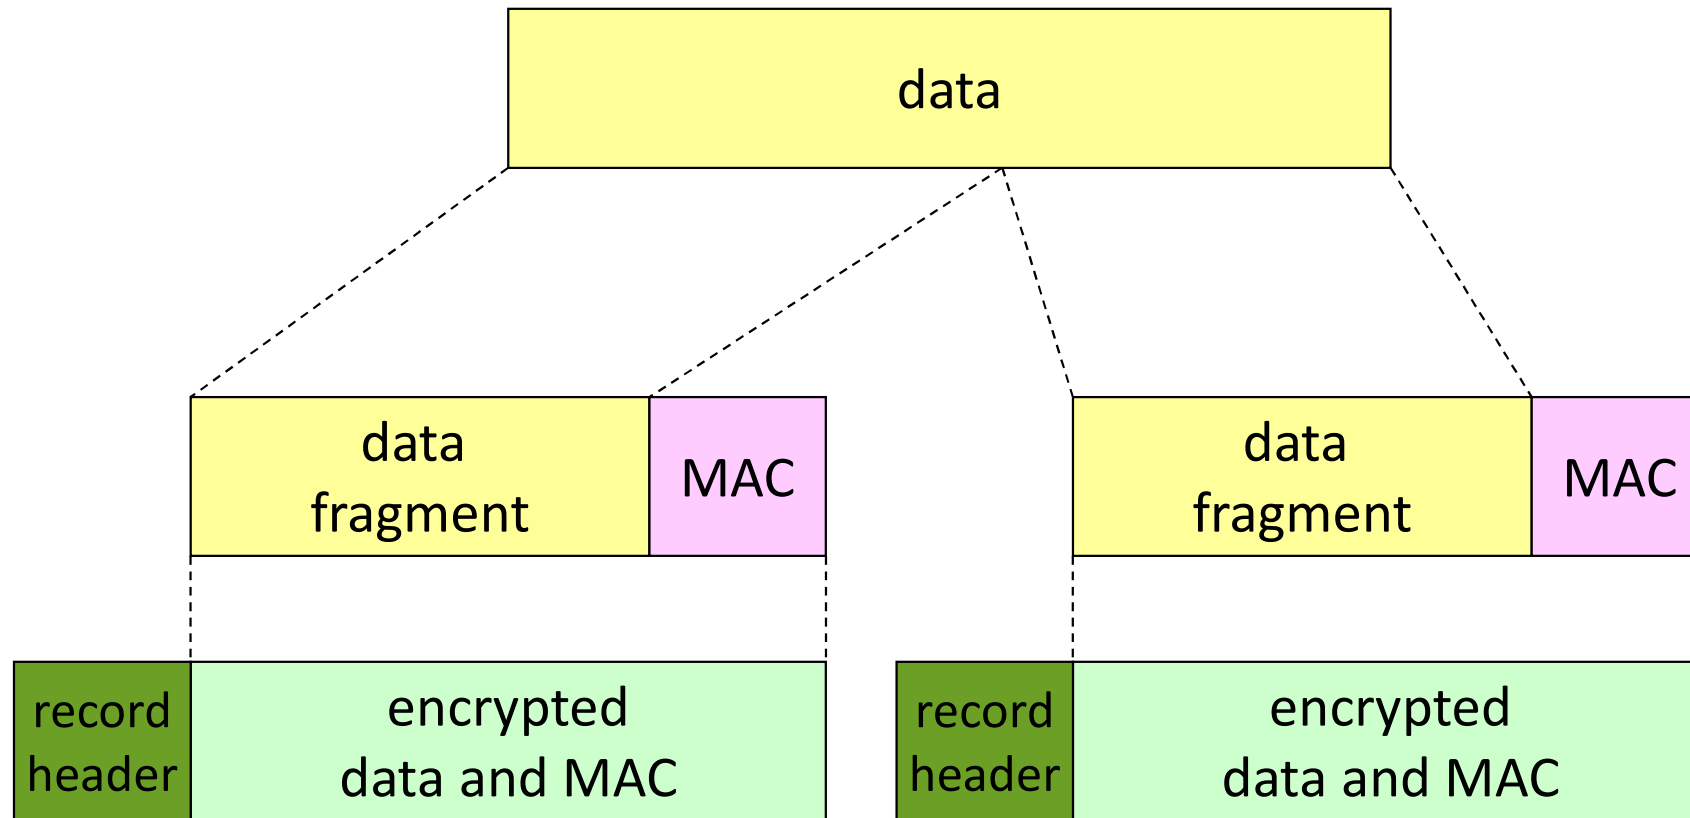 data
data
fragment
MAC
data
fragment
MAC
record
header
encrypted
data and MAC
record
header
encrypted
data and MAC